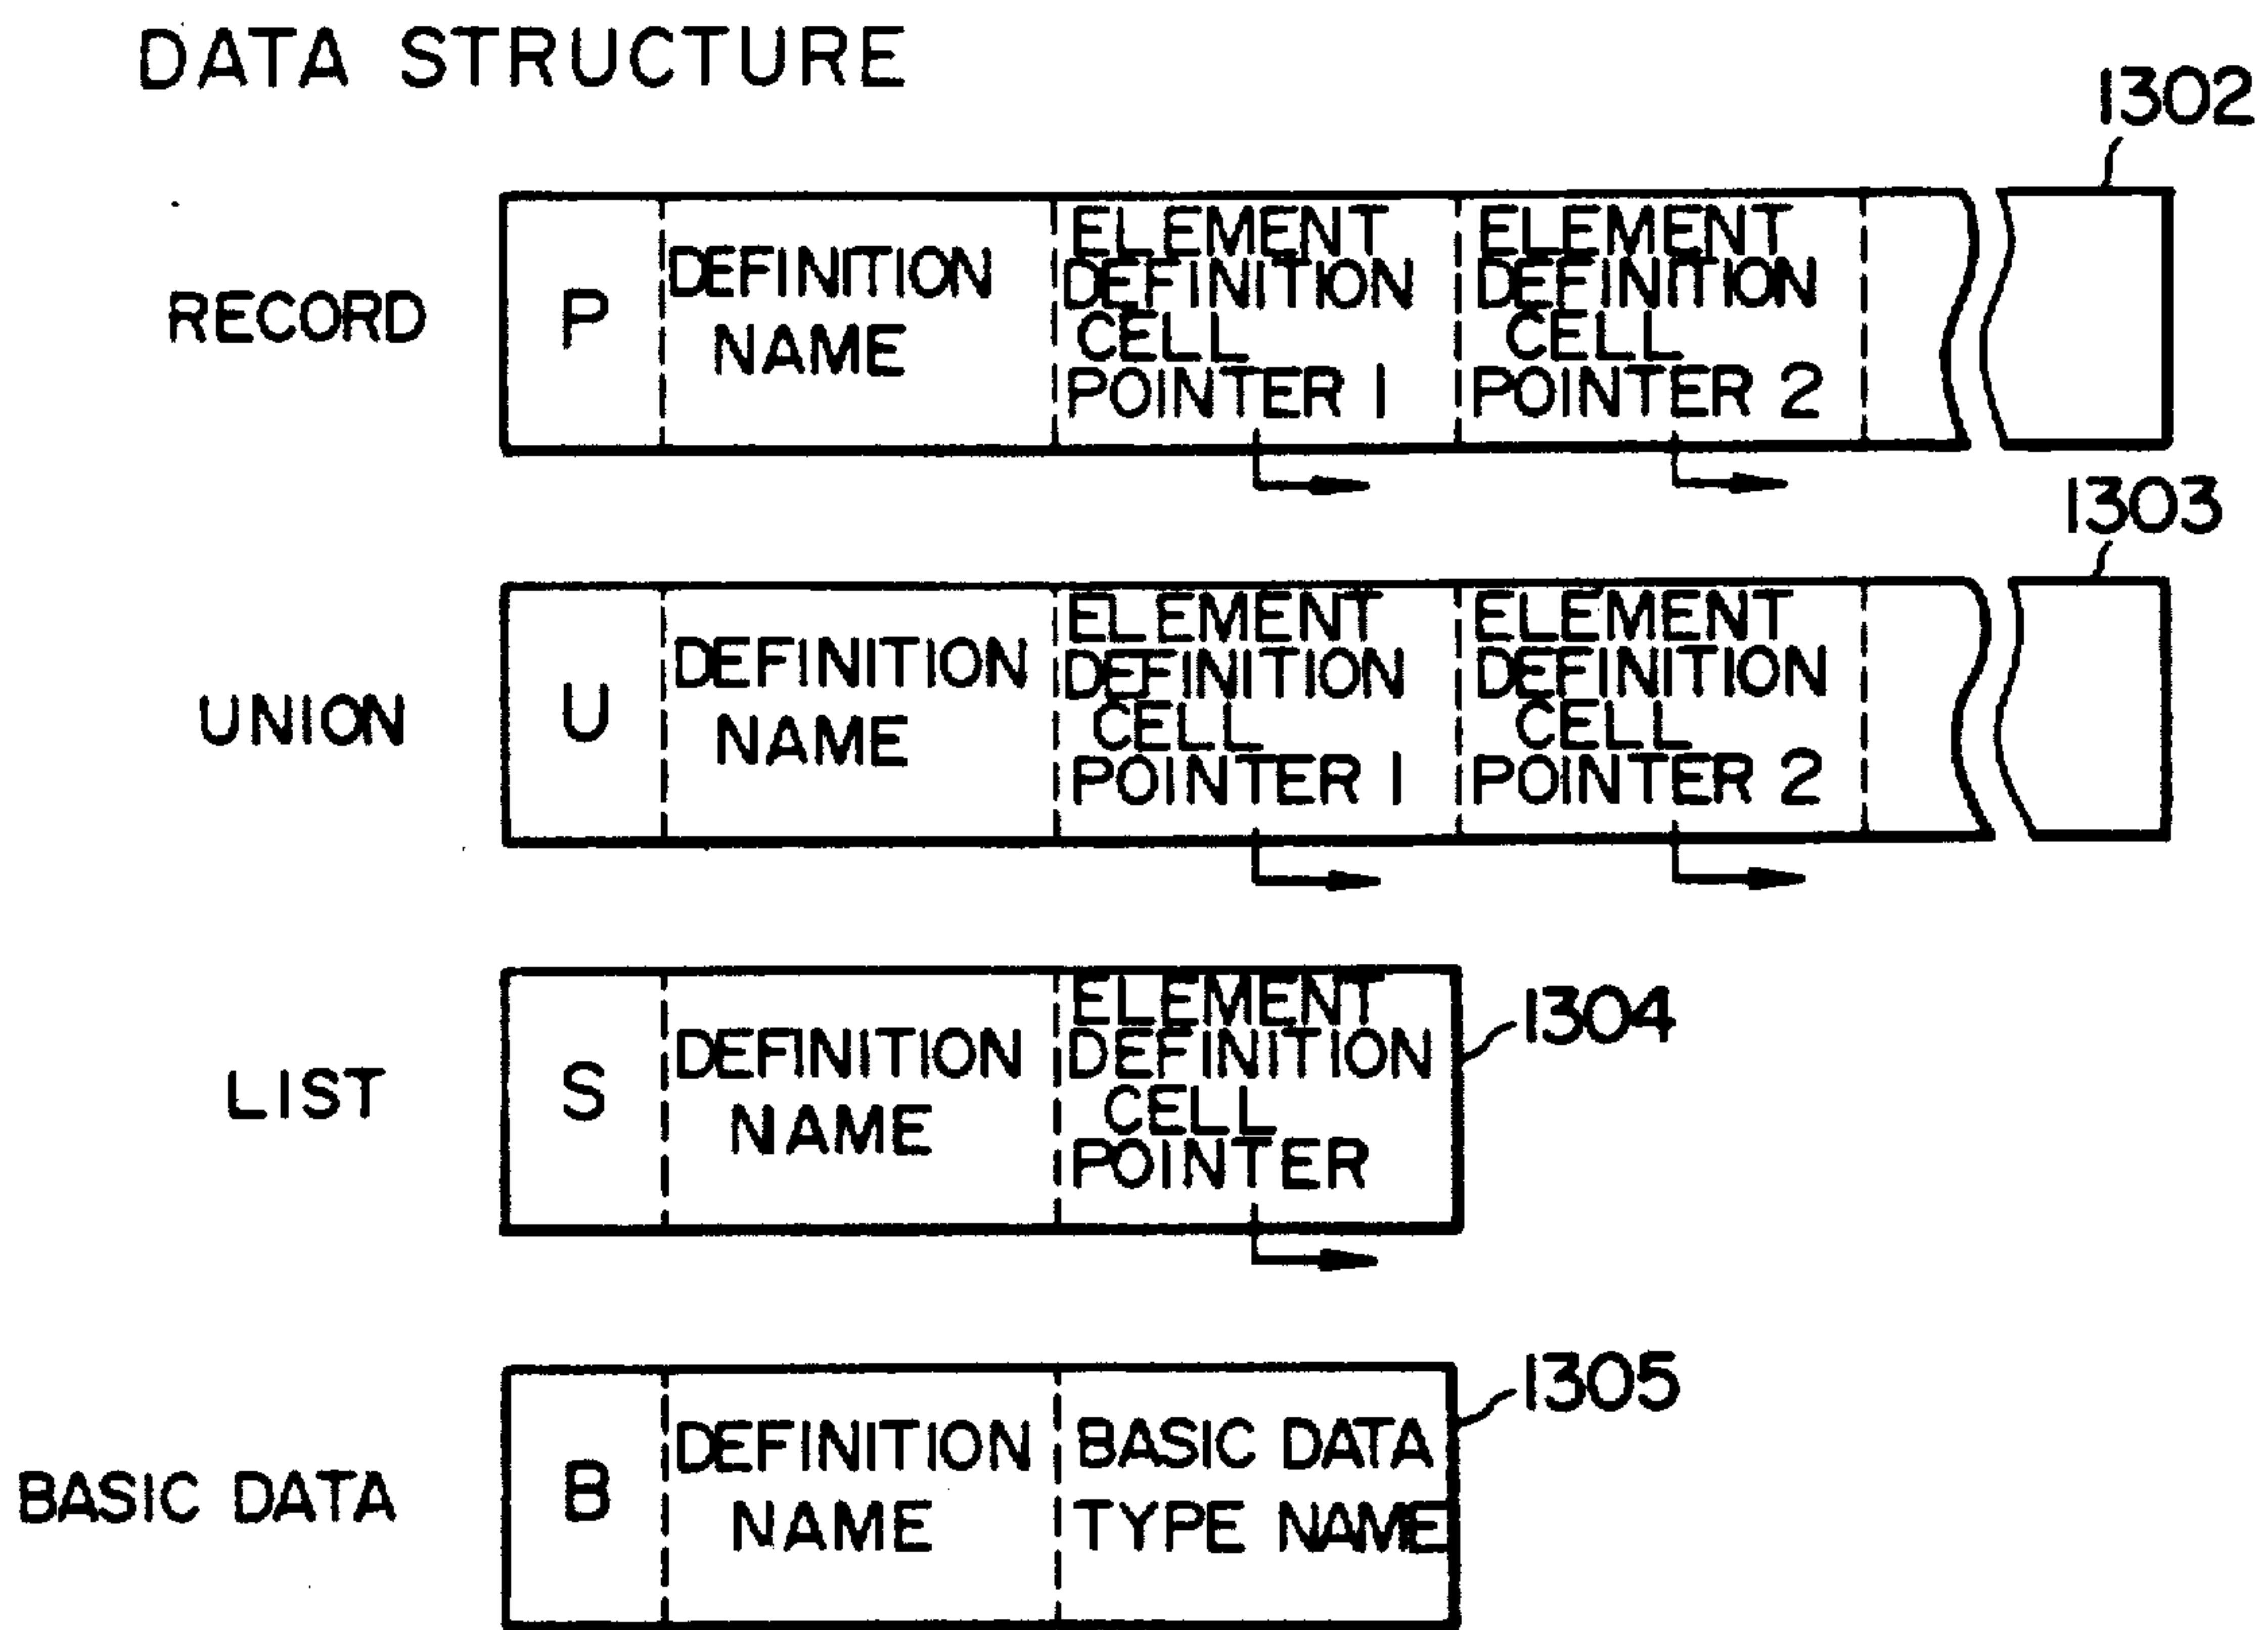 DATA STRUCTURE
1302
RECORD
P
DEFINITION
NAME
ELEMENT
DEFINITION
CELL
POINTER 1
ELEMENT
DEFINITION
CELL
POINTER 2
1303
UNION
U
DEFINITION
NAME
ELEMENT
DEFINITION
CELL
POINTER 1
ELEMENT
DEFINITION
CELL
POINTER 2
LIST
S
DEFINITION
NAME
ELEMENT
DEFINITION
CELL
POINTER
1304
BASIC DATA
B
DEFINITION
NAME
BASIC DATA
TYPE NAME
1305